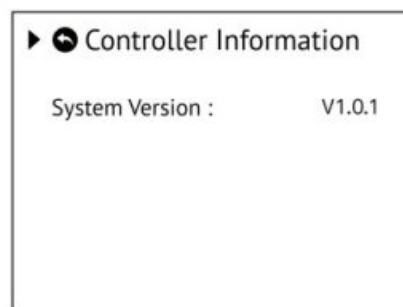 Controller Information
System Version : V1.0.1